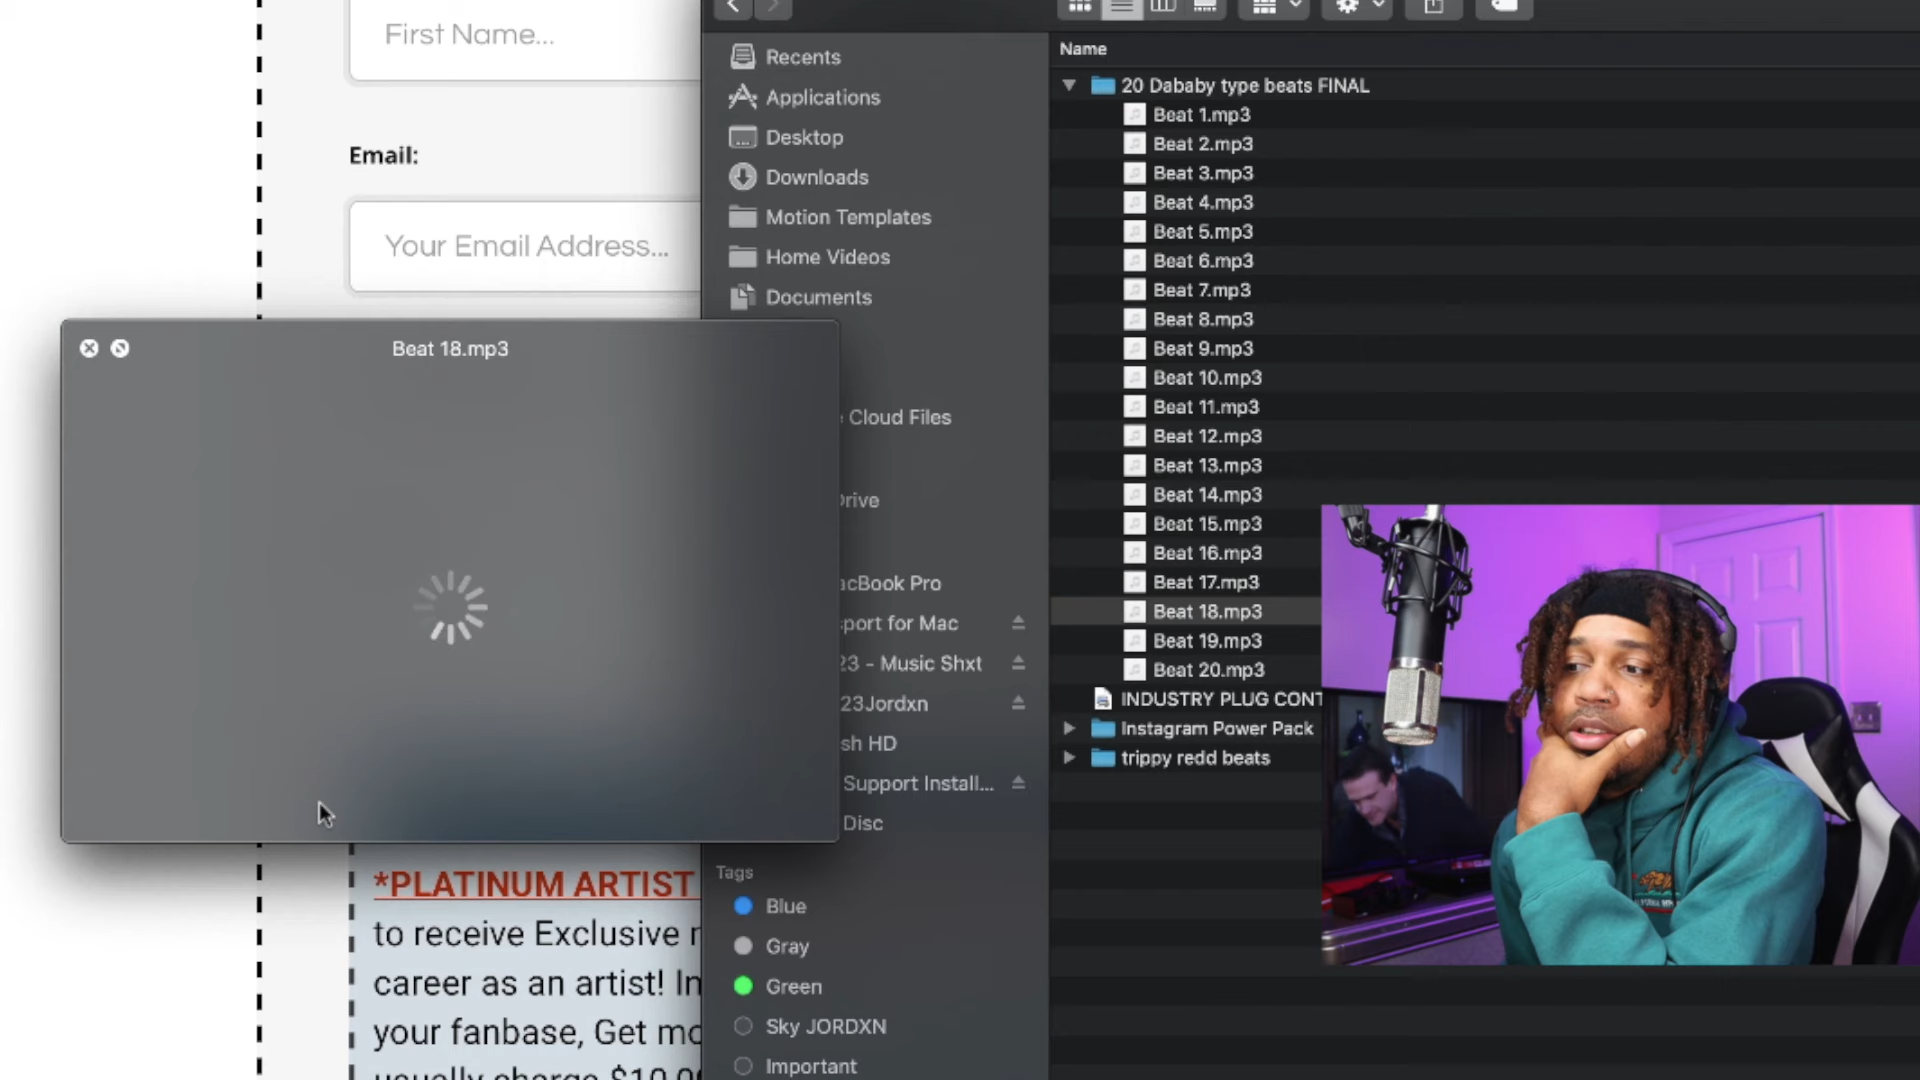 First Name...
Email:
Your Email Address...
Beat 18.mp3
*PLATINUM ARTIST
to receive Exclusive
career as an artist!
your fanbase, Get
usually charge
Recents
Applications
Desktop
Downloads
Motion Templates
Home Videos
Documents
Cloud Files
Drive
acBook Pro
port for Mac
23 - Music Shxt
23Jordxn
sh HD
Support Install...
Disc
Tags
Blue
Gray
Green
Sky JORDXN
Important
Name
20 Dababy type beats FINAL
Beat 1.mp3
Beat 2.mp3
Beat 3.mp3
Beat 4.mp3
Beat 5.mp3
Beat 6.mp3
Beat 7.mp3
Beat 8.mp3
Beat 9.mp3
Beat 10.mp3
Beat 11.mp3
Beat 12.mp3
Beat 13.mp3
Beat 14.mp3
Beat 15.mp3
Beat 16.mp3
Beat 17.mp3
Beat 18.mp3
Beat 19.mp3
Beat 20.mp3
INDUSTRY PLUG CONT
Instagram Power Pack
trippy redd beats